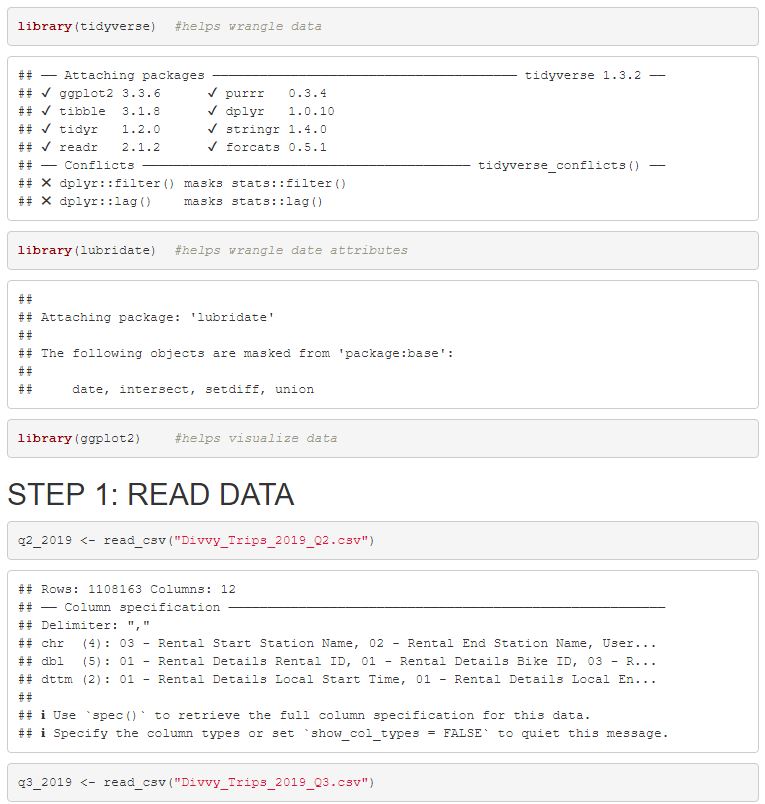 library(tidyverse)  #helps wrangle data
## ── Attaching packages ─────────────────────────────────────── tidyverse 1.3.2 ──
## ✓ ggplot2 3.3.6      ✓ purrr   0.3.4
## ✓ tibble  3.1.8      ✓ dplyr   1.0.10
## ✓ tidyr   1.2.0      ✓ stringr 1.4.0
## ✓ readr   2.1.2      ✓ forcats 0.5.1
## ── Conflicts ────────────────────────────────────────── tidyverse_conflicts() ──
## ✕ dplyr::filter() masks stats::filter()
## ✕ dplyr::lag()    masks stats::lag()
library(lubridate)  #helps wrangle date attributes
##
## Attaching package: 'lubridate'
##
## The following objects are masked from 'package:base':
##
##     date, intersect, setdiff, union
library(ggplot2)    #helps visualize data
STEP 1: READ DATA
q2_2019 <- read_csv("Divvy_Trips_2019_Q2.csv")
## Rows: 1108163 Columns: 12
## ── Column specification ────────────────────────────────────────────────────────
## Delimiter: ","
## chr  (4): 03 - Rental Start Station Name, 02 - Rental End Station Name, User...
## dbl  (5): 01 - Rental Details Rental ID, 01 - Rental Details Bike ID, 03 - R...
## dttm (2): 01 - Rental Details Local Start Time, 01 - Rental Details Local En...
##
## ℹ Use `spec()` to retrieve the full column specification for this data.
## ℹ Specify the column types or set `show_col_types = FALSE` to quiet this message.
q3_2019 <- read_csv("Divvy_Trips_2019_Q3.csv")